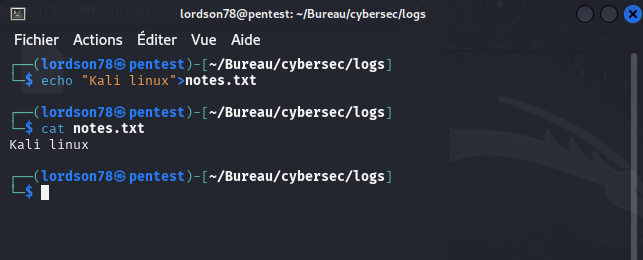 lordson78@pentest: ~/Bureau/cybersec/logs
Fichier Actions Éditer Vue Aide
┌──(lordson78㉿pentest)-[~/Bureau/cybersec/logs]
└─$ echo "Kali linux">notes.txt
┌──(lordson78㉿pentest)-[~/Bureau/cybersec/logs]
└─$ cat notes.txt
Kali linux
┌──(lordson78㉿pentest)-[~/Bureau/cybersec/logs]
└─$